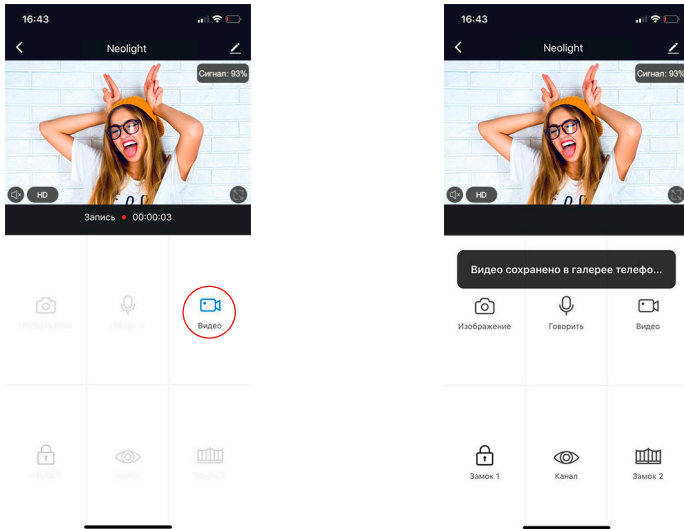 16:43
Neolight
Сигнал: 93%
HD
Запись 00:00:03
Видео
16:43
Neolight
Сигнал: 93%
HD
Видео сохранено в галерее телефо...
Изображение Говорить Видео
Замок 1 Канал Замок 2